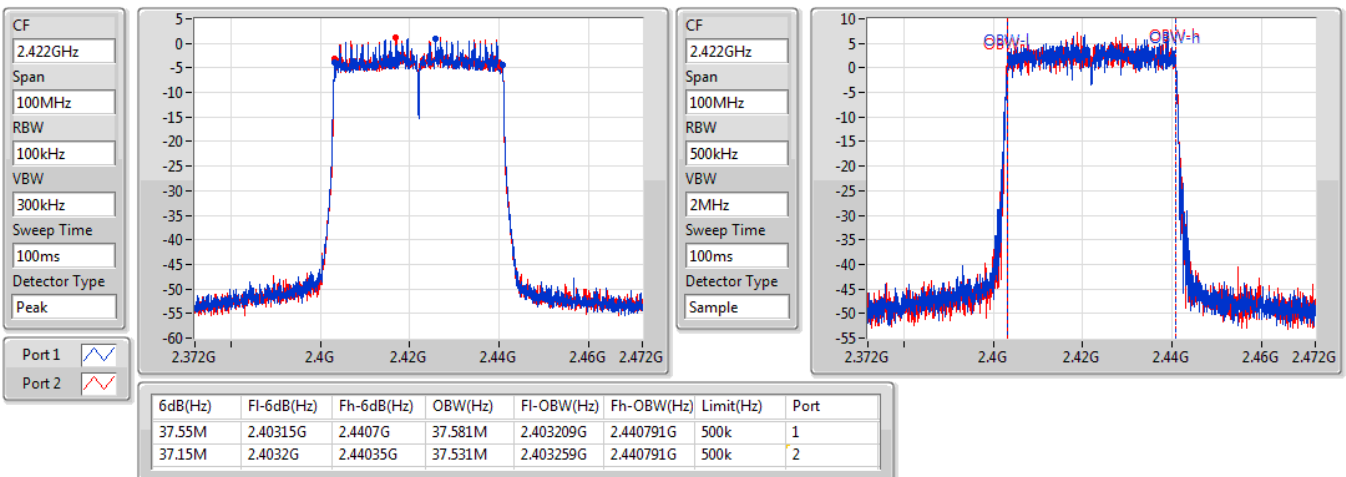 CF
2.422GHz
Span
100MHz
RBW
100kHz
VBW
300kHz
Sweep Time
100ms
Detector Type
Peak
Port 1
Port 2
5
0
-5
-10
-15
-20
-25
-30
-35
-40
-45
-50
-55
-60
2.372G 2.4G 2.42G 2.44G 2.46G 2.472G
CF
2.422GHz
Span
100MHz
RBW
500kHz
VBW
2MHz
Sweep Time
100ms
Detector Type
Sample
10
5
0
-5
-10
-15
-20
-25
-30
-35
-40
-45
-50
-55
OBW-l OBW-h
2.372G 2.4G 2.42G 2.44G 2.46G 2.472G
6dB(Hz) Fl-6dB(Hz) Fh-6dB(Hz) OBW(Hz) Fl-OBW(Hz) Fh-OBW(Hz) Limit(Hz) Port
37.55M 2.40315G 2.4407G 37.581M 2.403209G 2.440791G 500k 1
37.15M 2.4032G 2.44035G 37.531M 2.403259G 2.440791G 500k 2